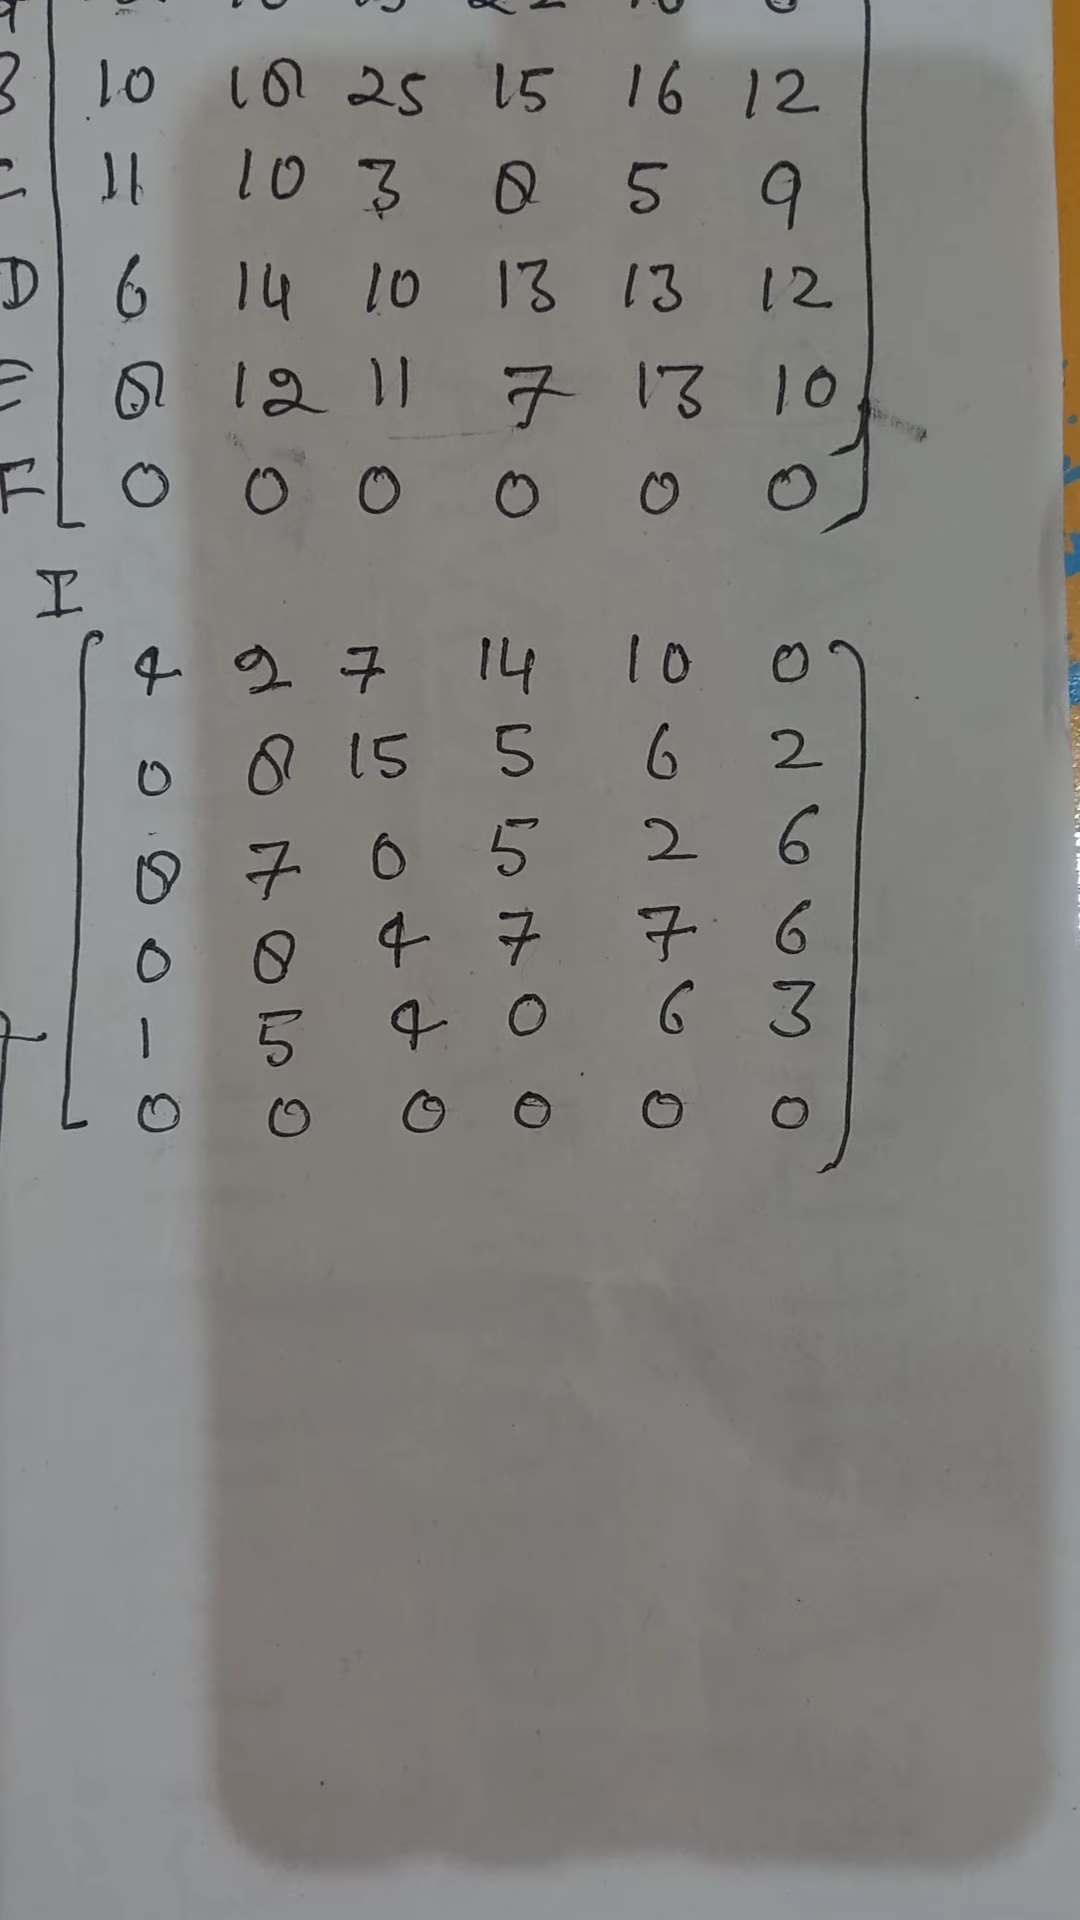 B 10 18 25 15 16 12
C 11 10 3 8 5 9
D 6 14 10 13 13 12
E 8 12 11 7 13 10
F 0 0 0 0 0 0
I
4 2 7 14 10 0
0 8 15 5 6 2
8 7 0 5 2 6
0 8 4 7 7 6
1 5 4 0 6 3
0 0 0 0 0 0